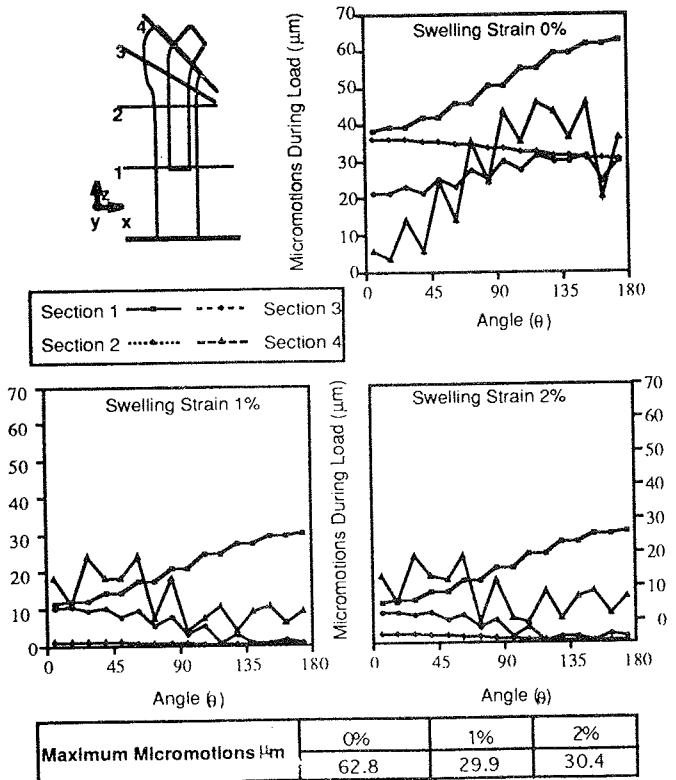 4
3
2
1
z
y x
Section 1 Section 3
Section 2 Section 4
Swelling Strain 0%
Micromotions During Load (μm)
70
60
50
40
30
20
10
0
0 45 90 135 180
Angle (θ)
Swelling Strain 1%
70
60
50
40
30
20
10
0
0 45 90 135 180
Angle (θ)
Swelling Strain 2%
Micromotions During Load (μm)
70
60
50
40
30
20
10
0
0 45 90 135 180
Angle (θ)
Maximum Micromotions μm
0% 1% 2%
62.8 29.9 30.4